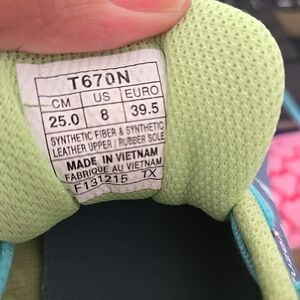 T670N
CM US EURO
25.0 8 39.5
SYNTHETIC FIBER & SYNTHETIC
LEATHER UPPER / RUBBER SOLE
MADE IN VIETNAM
FABRIQUÉ AU VIETNAM
F131215 7X